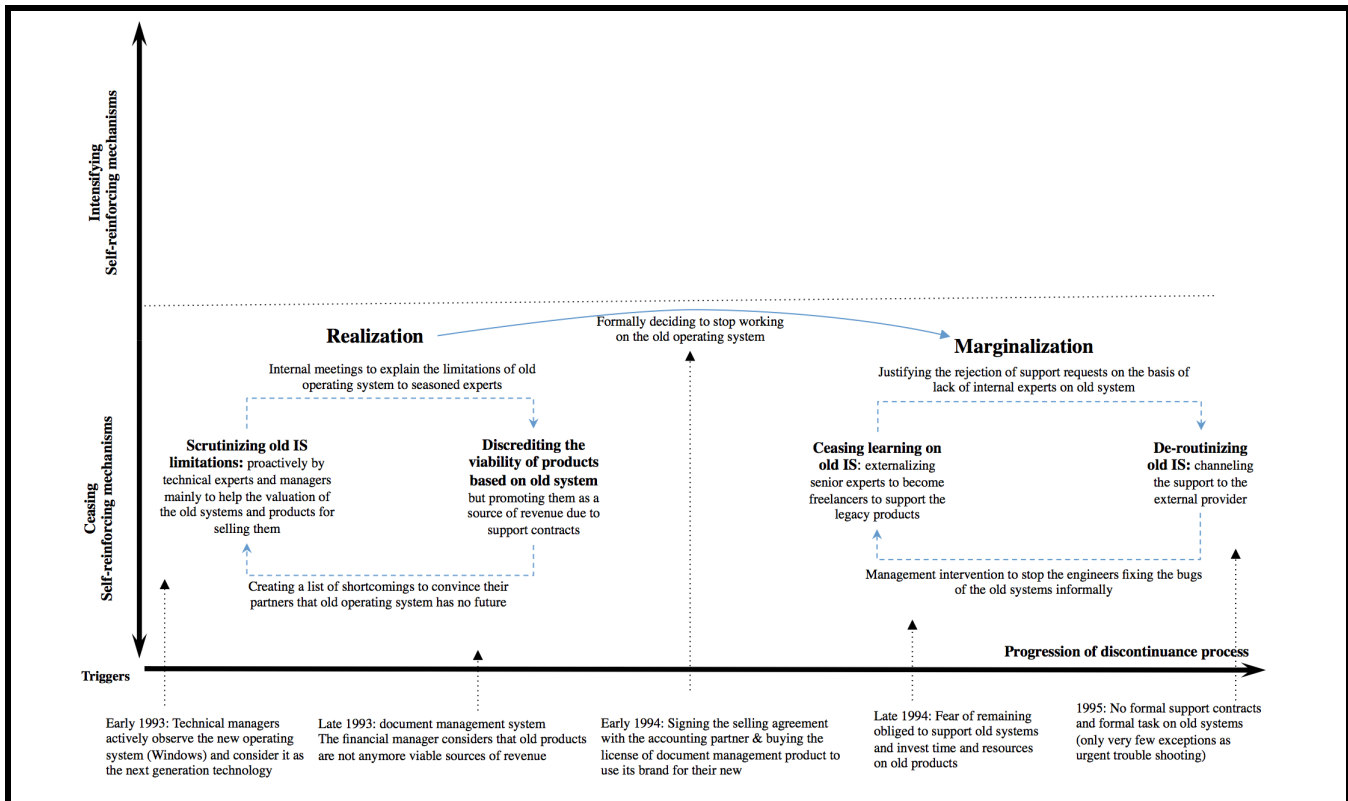 Intensifying
Self-reinforcing mechanisms
Realization
Formally deciding to stop working
on the old operating system
Marginalization
Internal meetings to explain the limitations of old
operating system to seasoned experts
Justifying the rejection of support requests on the basis of
lack of internal experts on old system
Ceasing
Self-reinforcing mechanisms
Scrutinizing old IS
limitations: proactively by
technical experts and managers
mainly to help the valuation of
the old systems and products for
selling them
Discrediting the
viability of products
based on old system
but promoting them as a
source of revenue due to
support contracts
Ceasing learning on
old IS: externalizing
senior experts to become
freelancers to support the
legacy products
De-routinizing
old IS: channeling
the support to the
external provider
Creating a list of shortcomings to convince their
partners that old operating system has no future
Management intervention to stop the engineers fixing the bugs
of the old systems informally
Progression of discontinuance process
Triggers
Early 1993: Technical managers
actively observe the new operating
system (Windows) and consider it as
the next generation technology
Late 1993: document management system
The financial manager considers that old products
are not anymore viable sources of revenue
Early 1994: Signing the selling agreement
with the accounting partner & buying the
license of document management product to
use its brand for their new
Late 1994: Fear of remaining
obliged to support old systems
and invest time and resources
on old products
1995: No formal support contracts
and formal task on old systems
(only very few exceptions as
urgent trouble shooting)